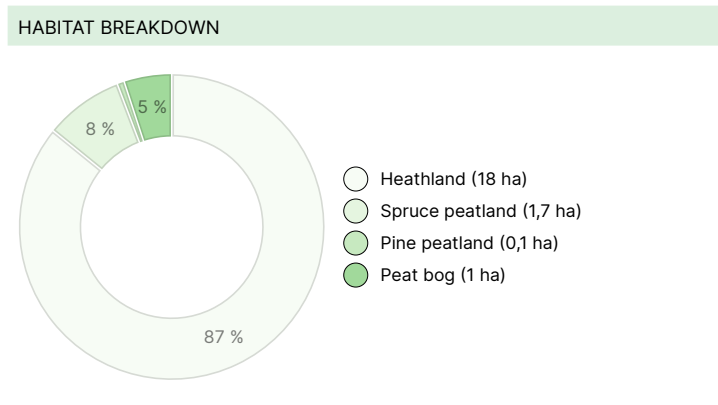 HABITAT BREAKDOWN
5 %
8 %
87 %
Heathland (18 ha)
Spruce peatland (1,7 ha)
Pine peatland (0,1 ha)
Peat bog (1 ha)